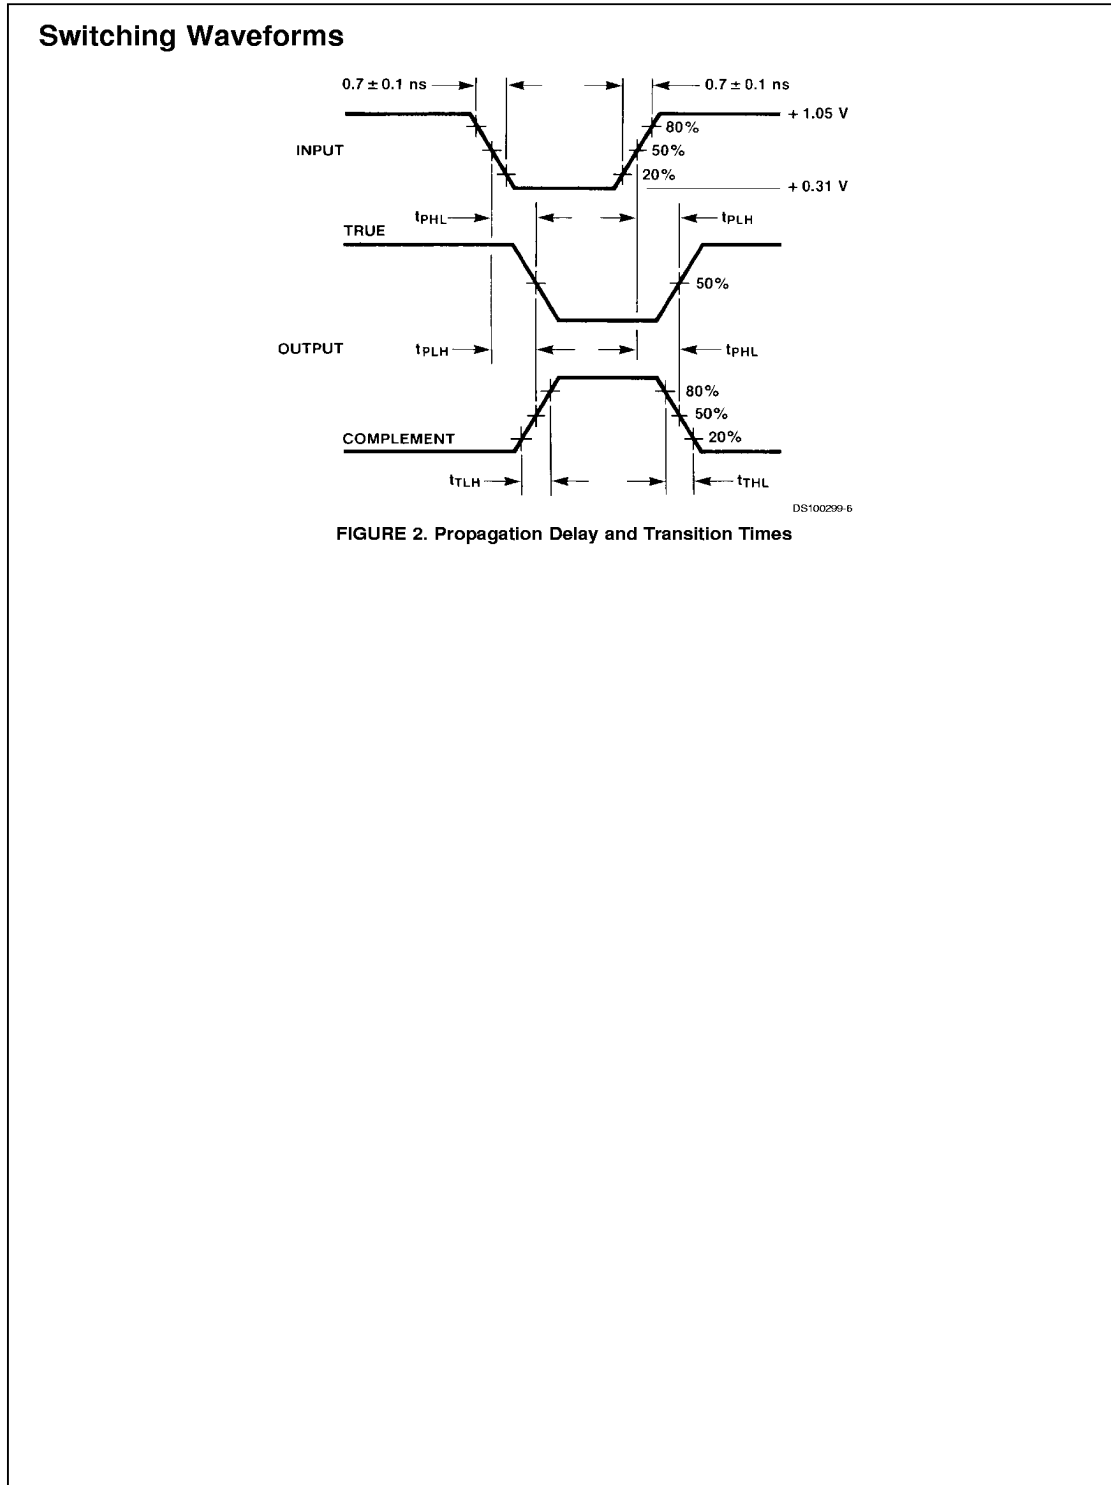 Switching Waveforms
0.7 ± 0.1 ns
0.7 ± 0.1 ns
+ 1.05 V
80%
INPUT
50%
20%
+ 0.31 V
tPHL
tPLH
TRUE
50%
OUTPUT
tPLH
tPHL
80%
50%
COMPLEMENT
20%
tTLH
tTHL
DS100299-6
FIGURE 2. Propagation Delay and Transition Times